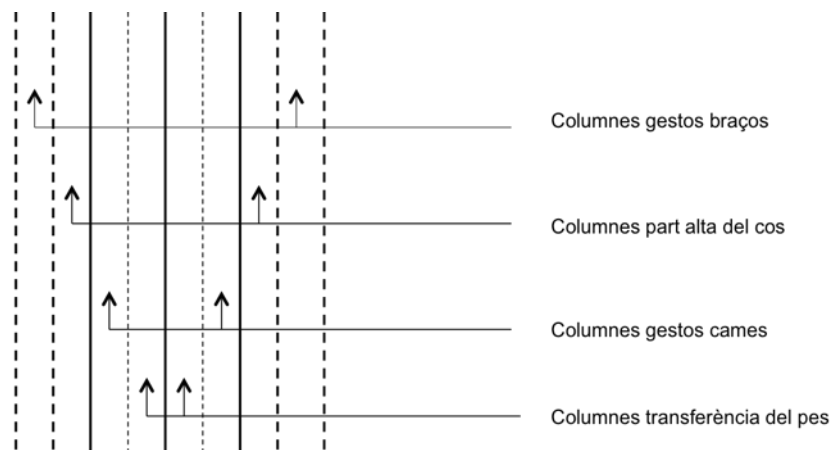 Columnes gestos braços
Columnes part alta del cos
Columnes gestos cames
Columnes transferència del pes